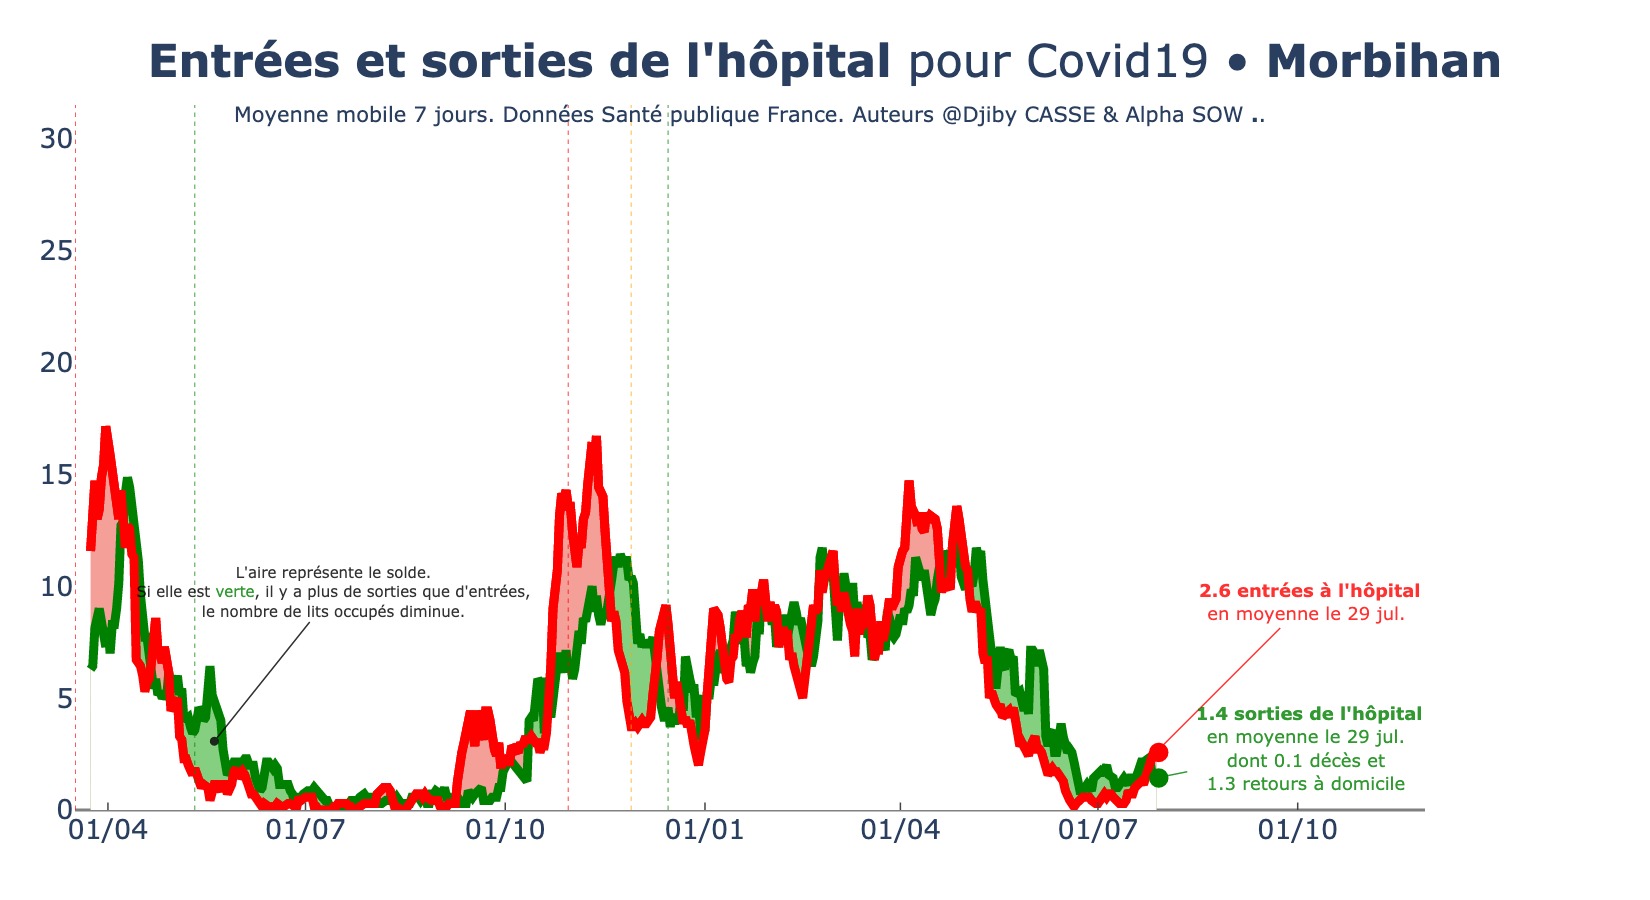 Entrées et sorties de l'hôpital pour Covid19 • Morbihan
Moyenne mobile 7 jours. Données Santé publique France. Auteurs @Djiby CASSE & Alpha SOW ..
30
25
20
15
10
5
0
L'aire représente le solde.
Si elle est verte, il y a plus de sorties que d'entrées,
le nombre de lits occupés diminue.
2.6 entrées à l'hôpital
en moyenne le 29 jul.
1.4 sorties de l'hôpital
en moyenne le 29 jul.
dont 0.1 décès et
1.3 retours à domicile
01/04 01/07 01/10 01/01 01/04 01/07 01/10